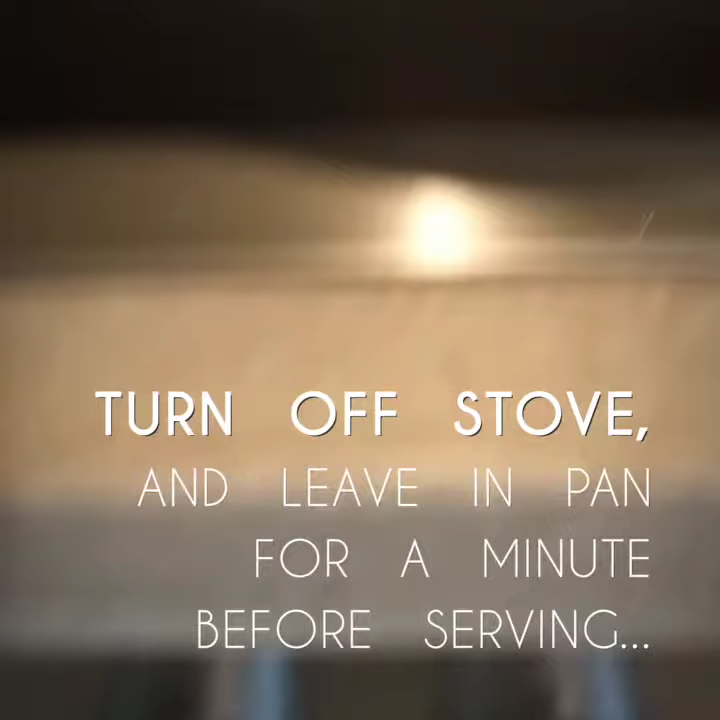 TURN OFF STOVE,
AND LEAVE IN PAN
FOR A MINUTE
BEFORE SERVING...